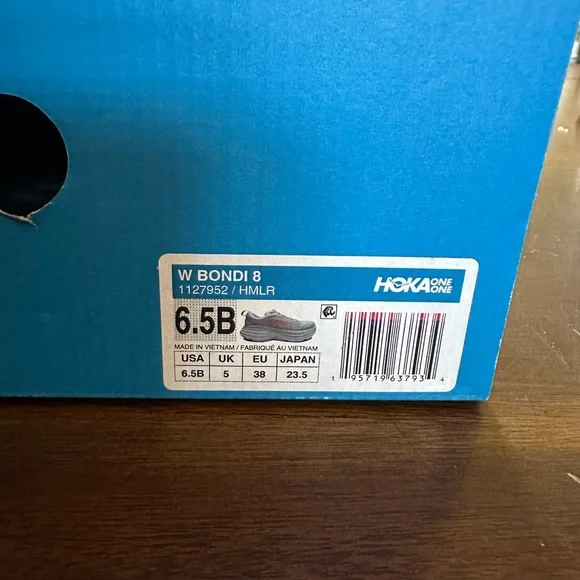 W BONDI 8
1127952 / HMLR
HOKA ONE ONE
6.5B
MADE IN VIETNAM / FABRIQUÉ AU VIETNAM
USA UK EU JAPAN
6.5B 5 38 23.5
1 95719 63793 4